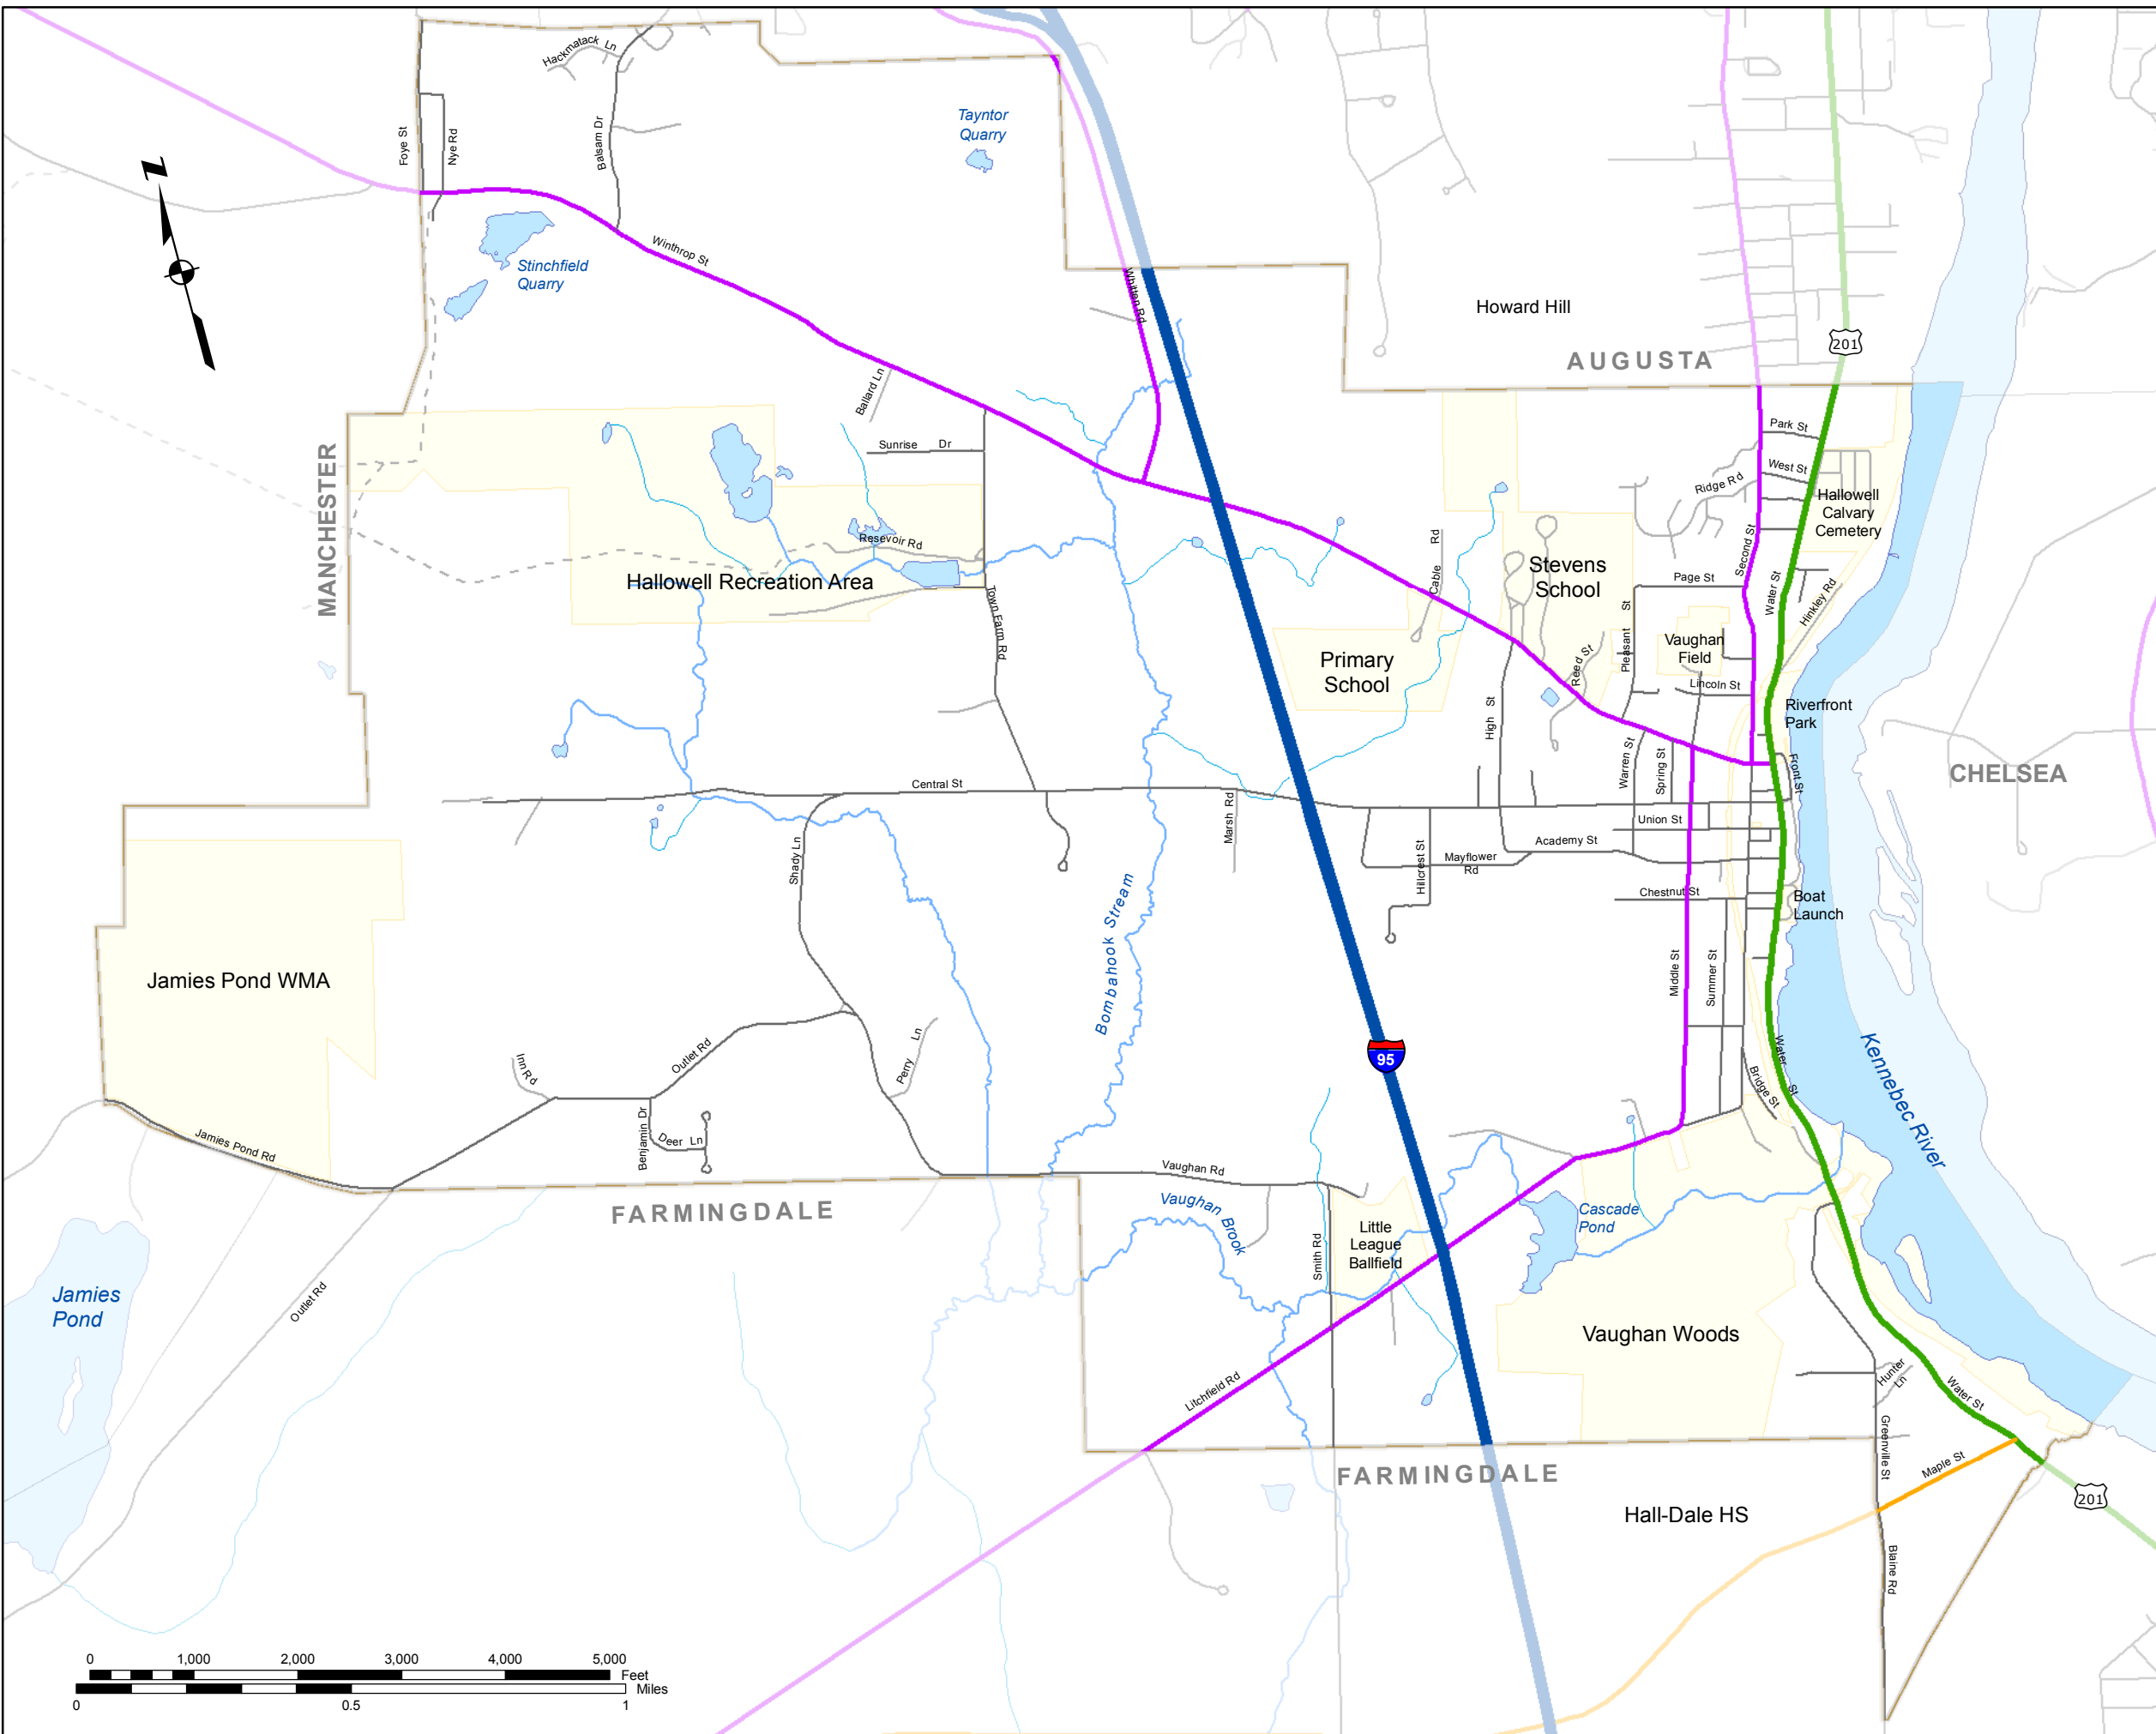 Hackmatack Ln
Tayntor
Quarry
Foye St
Nye Rd
Balsam Dr
N
Winthrop St
Stinchfield
Quarry
Whitten Rd
Howard Hill
AUGUSTA
201
Ballard Ln
Sunrise Dr
Park St
West St
Ridge Rd
Hallowell
Calvary
Cemetery
MANCHESTER
Resevoir Rd
Hallowell Recreation Area
Town Farm Rd
Cable Rd
Stevens
School
Second St
Page St
Water St
Hinkley Rd
Primary
School
Reed St
Pleasant St
Vaughan
Field
Lincoln St
Riverfront
Park
High St
Warren St
Spring St
Front St
CHELSEA
Central St
Marsh Rd
Union St
Academy St
Shady Ln
Hillcrest St
Mayflower
Rd
Chestnut St
Boat
Launch
Bombahook Stream
Middle St
Summer St
Jamies Pond WMA
95
Kennebec River
Water St
Bridge St
Inn Rd
Outlet Rd
Perry Ln
Benjamin Dr
Deer Ln
Jamies Pond Rd
Vaughan Rd
FARMINGDALE
Vaughan Brook
Smith Rd
Little
League
Ballfield
Cascade
Pond
Jamies
Pond
Outlet Rd
Vaughan Woods
Litchfield Rd
Hunter
Ln
Water St
Greenville St
Maple St
FARMINGDALE
Hall-Dale HS
201
Blaine Rd
0 1,000 2,000 3,000 4,000 5,000
Feet
Miles
0 0.5 1